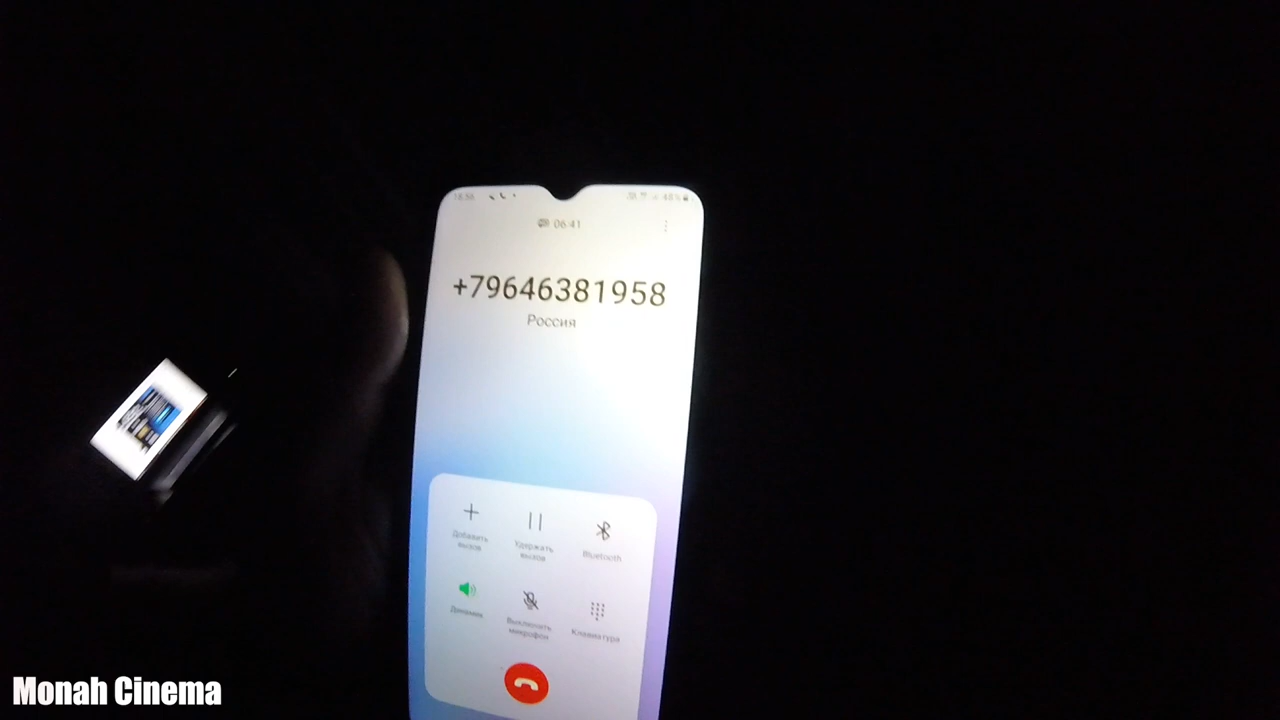 06:41
+79646381958
Россия
Добавить
вызов
Удержать
вызов
Bluetooth
Динамик
Выключить
микрофон
Клавиатура
Monah Cinema